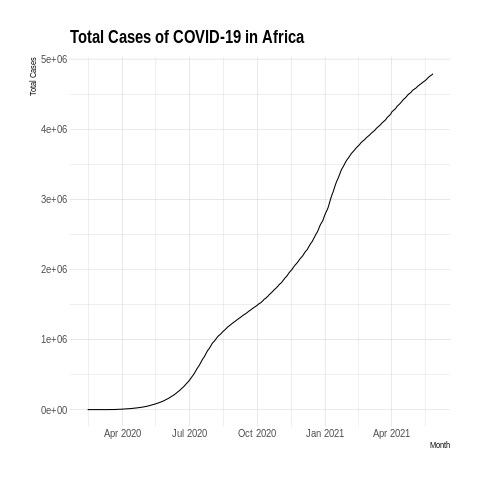 Total Cases of COVID-19 in Africa
Total Cases
5e+06
4e+06
3e+06
2e+06
1e+06
0e+00
Apr 2020 Jul 2020 Oct 2020 Jan 2021 Apr 2021
Month